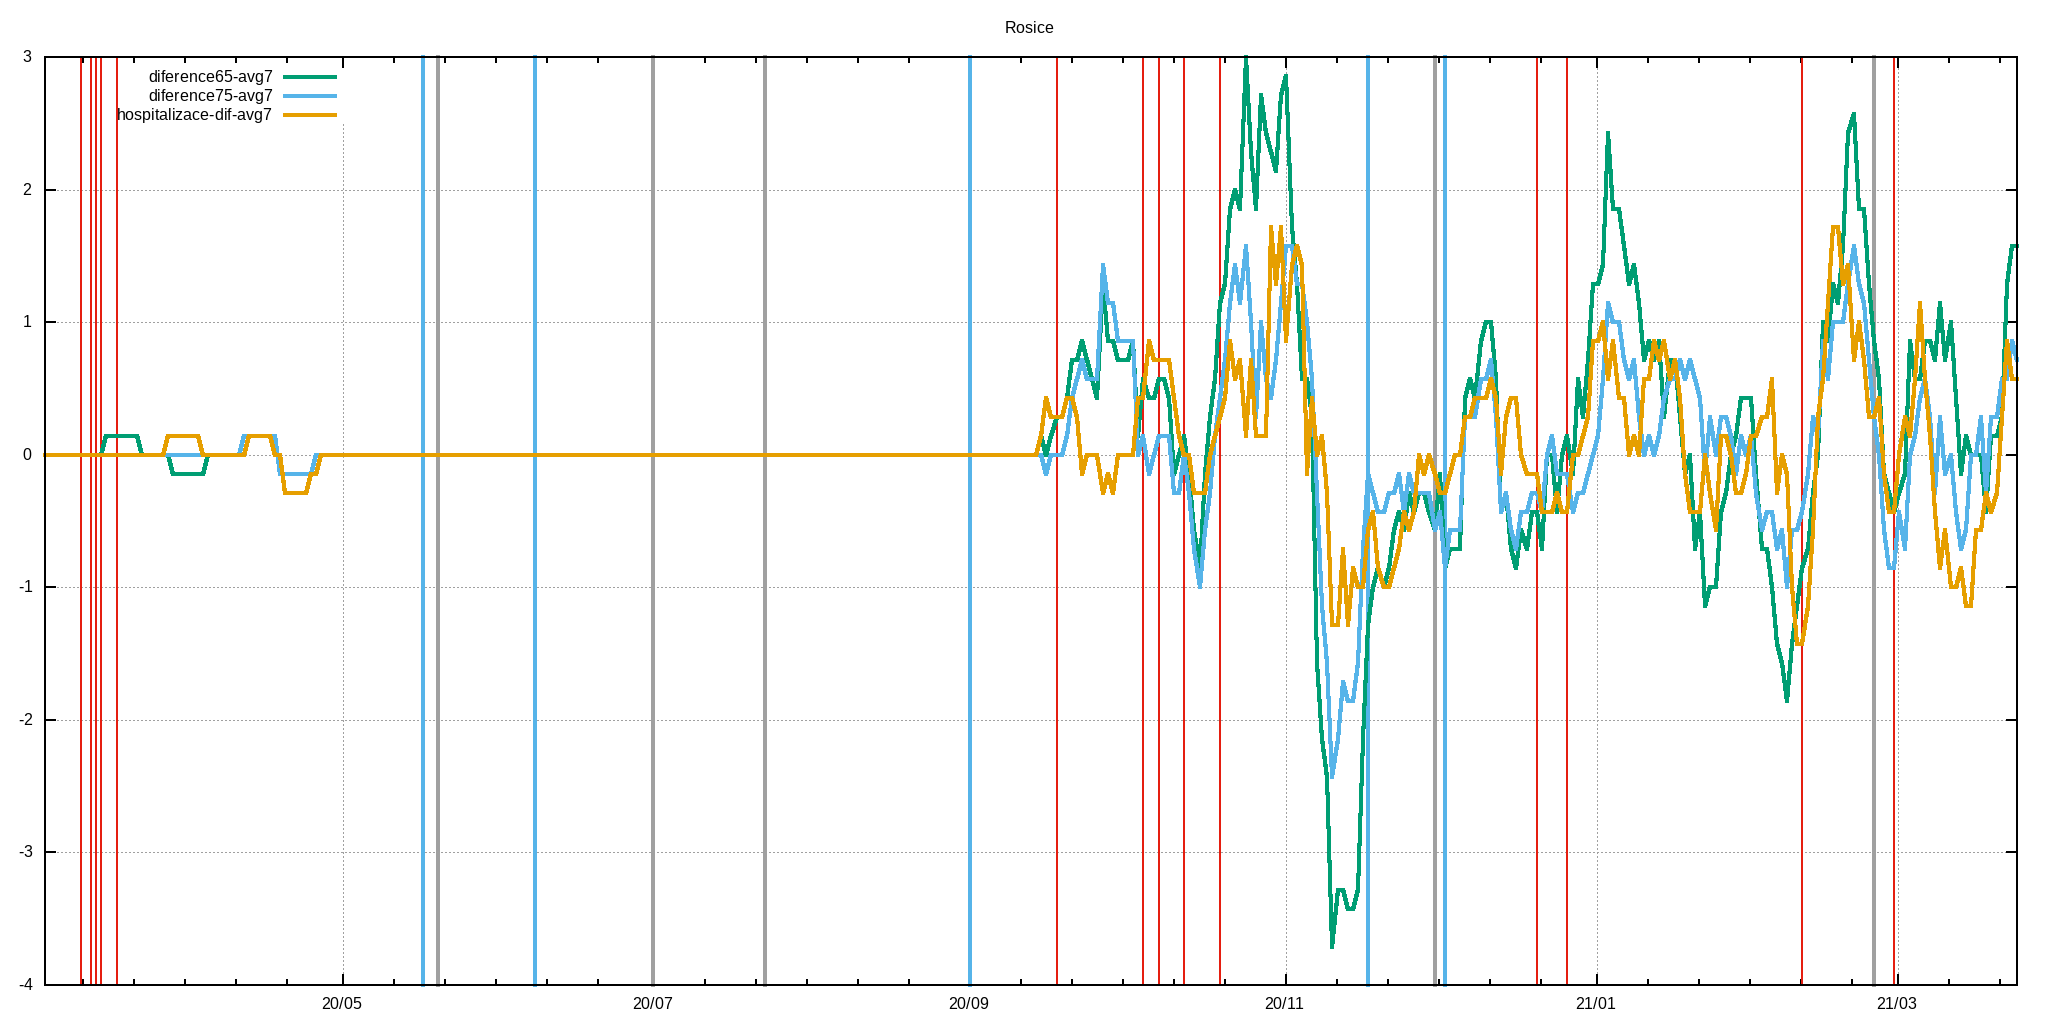 Rosice
3
diference65-avg7
diference75-avg7
hospitalizace-dif-avg7
2
1
0
-1
-2
-3
-4
20/05 20/07 20/09 20/11 21/01 21/03